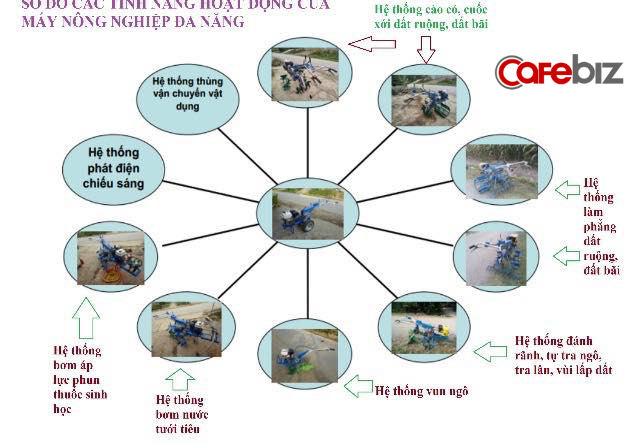 SƠ ĐỒ CÁC TÍNH NĂNG HOẠT ĐỘNG CỦA
MÁY NÔNG NGHIỆP ĐA NĂNG
Hệ thống cào cỏ, cuốc
xới đất ruộng, đất bãi
CafeBiz
Hệ thống thùng
vận chuyển vật
dụng
Hệ thống
phát điện
chiếu sáng
Hệ
thống
làm
phẳng
đất
ruộng,
đất bãi
Hệ thống
bơm áp
lực phun
thuốc sinh
học
Hệ thống
bơm nước
tưới tiêu
Hệ thống vun ngô
Hệ thống đánh
rãnh, tự tra ngô,
tra lân, vùi lấp đất